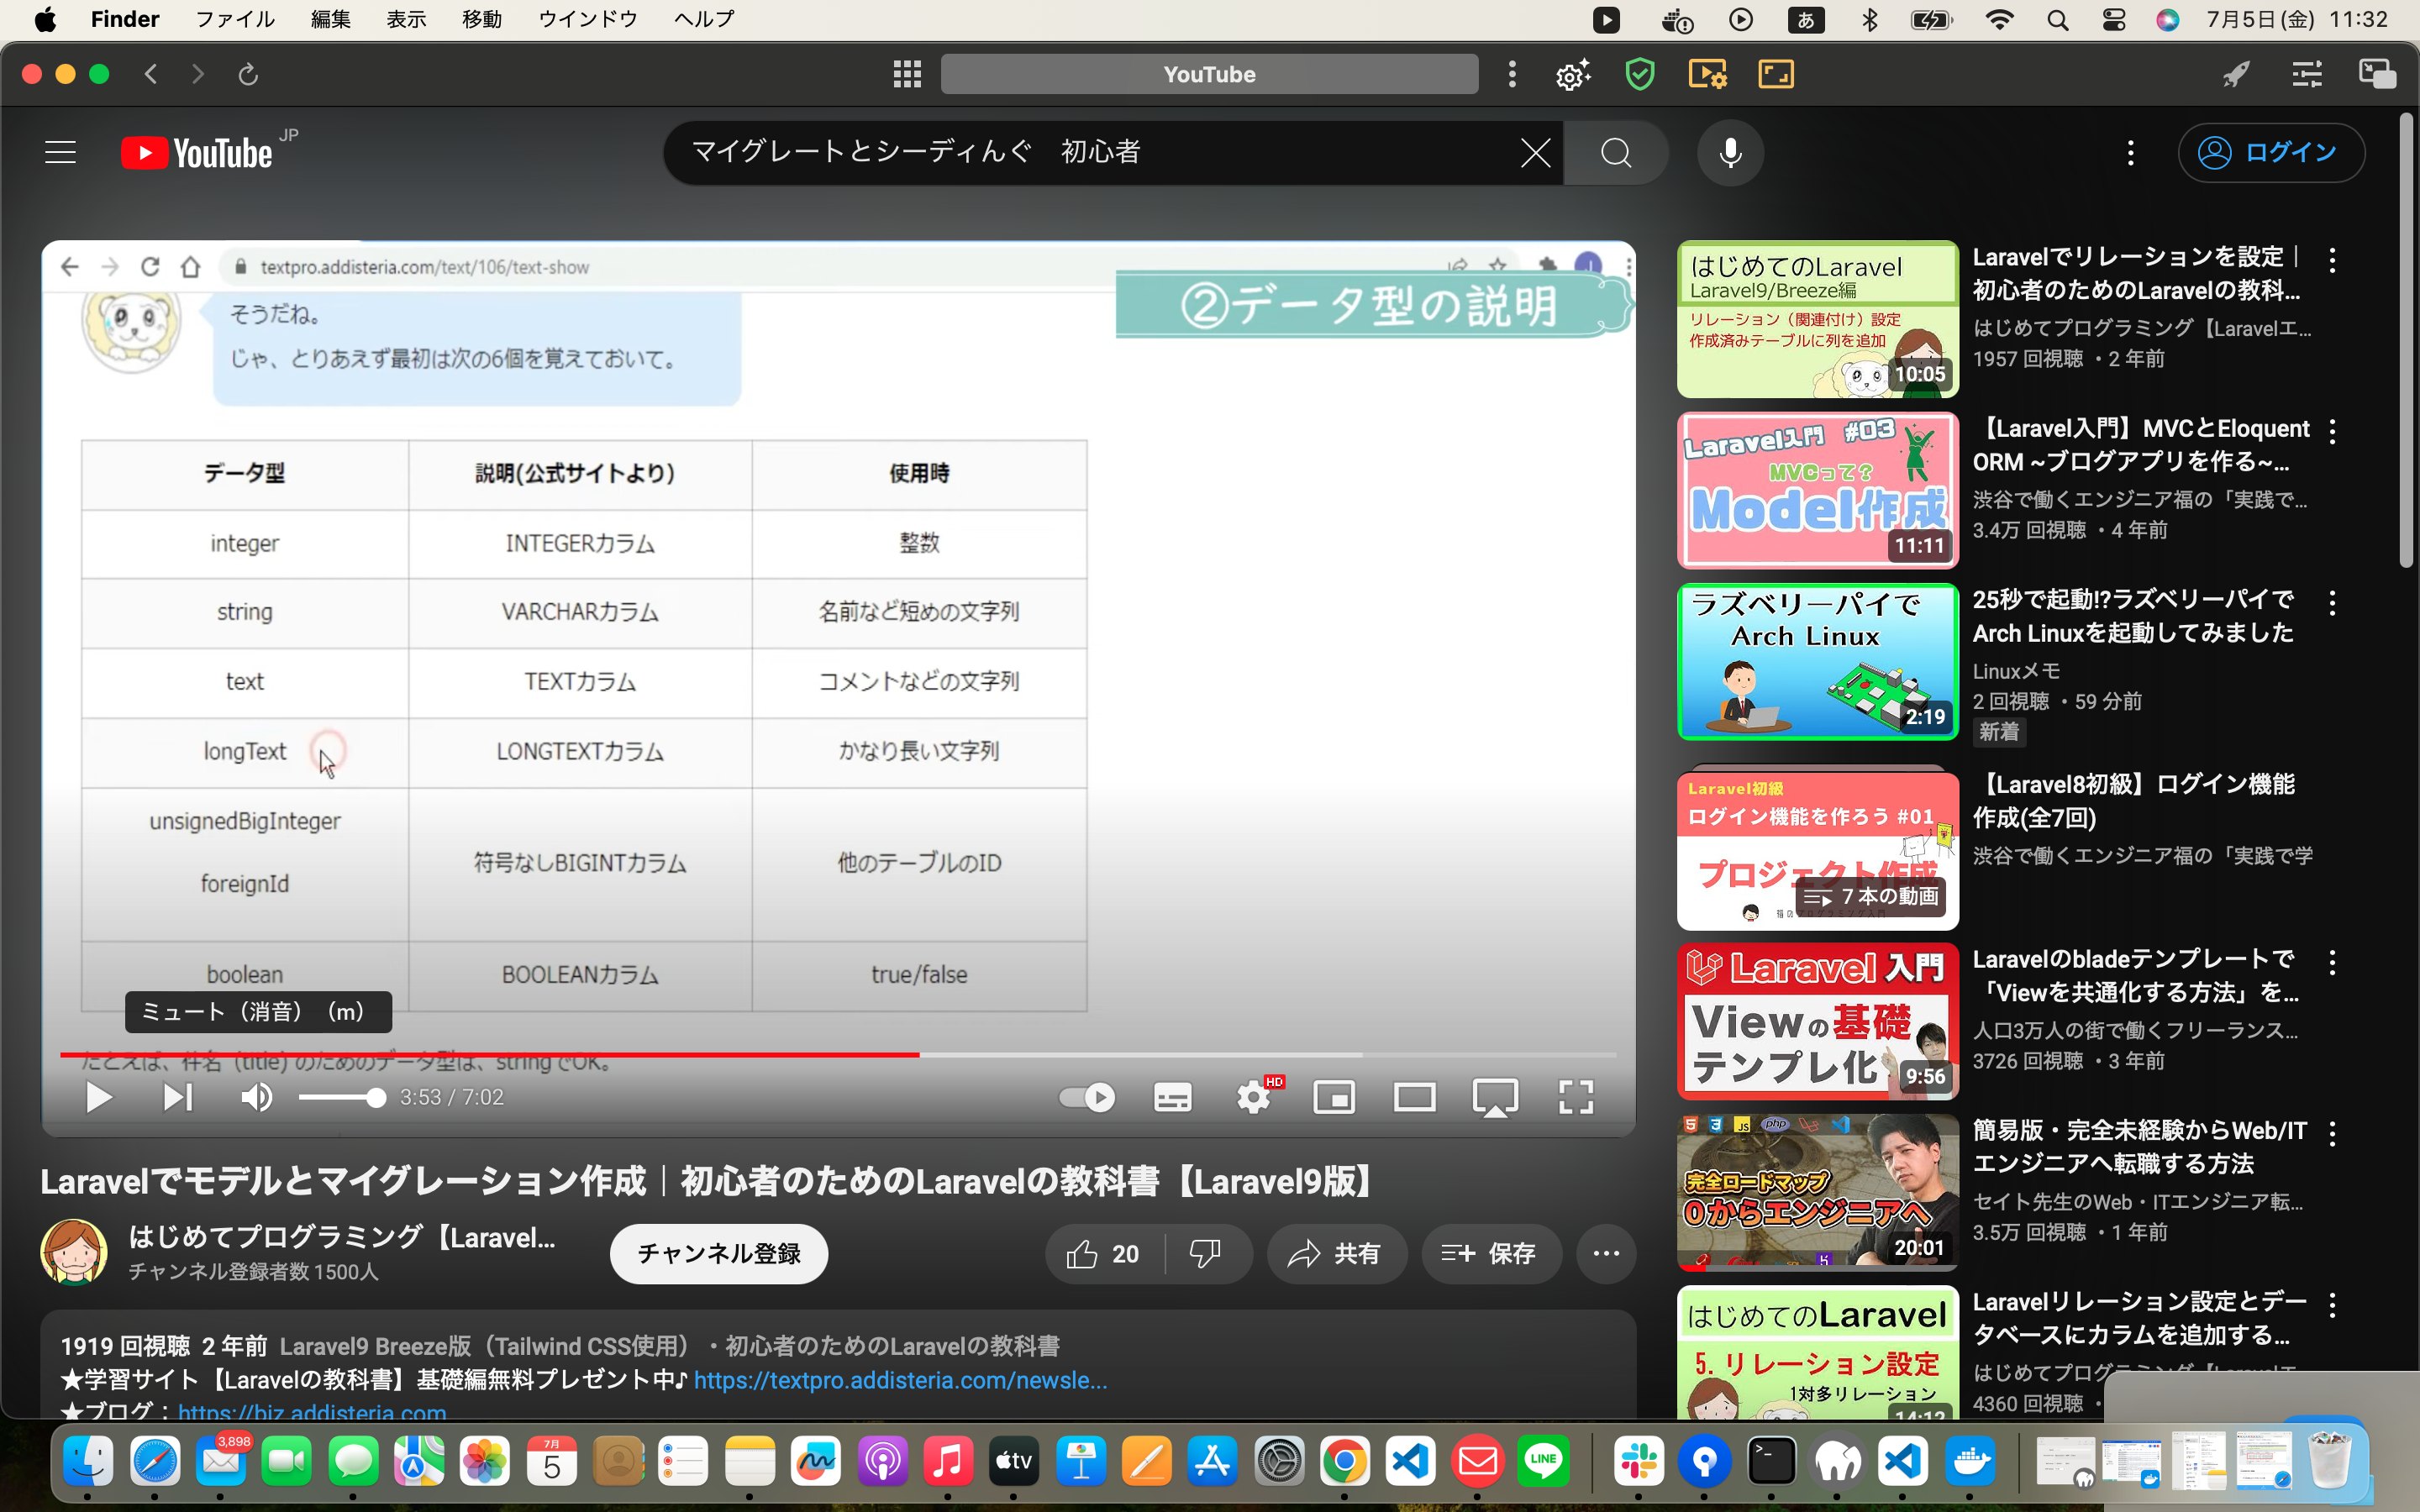 Finder ファイル 編集 表示 移動 ウインドウ ヘルプ
あ
7月5日(金) 11:32
YouTube
YouTube JP
マイグレートとシーディんぐ 初心者
ログイン
textpro.addisteria.com/text/106/text-show
②データ型の説明
そうだね。
じゃ、とりあえず最初は次の6個を覚えておいて。
データ型 説明(公式サイトより) 使用時
integer INTEGERカラム 整数
string VARCHARカラム 名前など短めの文字列
text TEXTカラム コメントなどの文字列
longText LONGTEXTカラム かなり長い文字列
unsignedBigInteger
foreignId
符号なしBIGINTカラム 他のテーブルのID
boolean BOOLEANカラム true/false
ミュート（消音）（m）
たとえば、件名（title）のためのデータ型は、stringでOK。
3:53 / 7:02
HD
Laravelでモデルとマイグレーション作成｜初心者のためのLaravelの教科書【Laravel9版】
はじめてプログラミング【Laravel...
チャンネル登録者数 1500人
チャンネル登録
20
共有
保存
1919 回視聴 2 年前 Laravel9 Breeze版（Tailwind CSS使用）・初心者のためのLaravelの教科書
★学習サイト【Laravelの教科書】基礎編無料プレゼント中♪ https://textpro.addisteria.com/newsle...
★ブログ：https://biz.addisteria.com
はじめてのLaravel
Laravel9/Breeze編
リレーション（関連付け）設定
作成済みテーブルに列を追加
10:05
Laravelでリレーションを設定｜
初心者のためのLaravelの教科...
はじめてプログラミング【Laravelエ...
1957 回視聴 ・2 年前
Laravel入門 #03
MVCって?
Model作成
11:11
【Laravel入門】MVCとEloquent
ORM ~ブログアプリを作る~...
渋谷で働くエンジニア福の「実践で...
3.4万 回視聴 ・4 年前
ラズベリーパイで
Arch Linux
2:19
25秒で起動!?ラズベリーパイで
Arch Linuxを起動してみました
Linuxメモ
2 回視聴 ・59 分前
新着
Laravel初級
ログイン機能を作ろう #01
プロジェクト作成
7 本の動画
【Laravel8初級】ログイン機能
作成(全7回)
渋谷で働くエンジニア福の「実践で学
Laravel 入門
Viewの基礎
テンプレ化
9:56
Laravelのbladeテンプレートで
「Viewを共通化する方法」を...
人口3万人の街で働くフリーランス...
3726 回視聴 ・3 年前
JS php
完全ロードマップ
0からエンジニアへ
20:01
簡易版・完全未経験からWeb/IT
エンジニアへ転職する方法
セイト先生のWeb・ITエンジニア転...
3.5万 回視聴 ・1 年前
はじめてのLaravel
5. リレーション設定
1対多リレーション
14:12
Laravelリレーション設定とデー
タベースにカラムを追加する...
はじめてプログラミング【Laravelエ...
4360 回視聴 ・
3,898
7月
5
tv
LINE